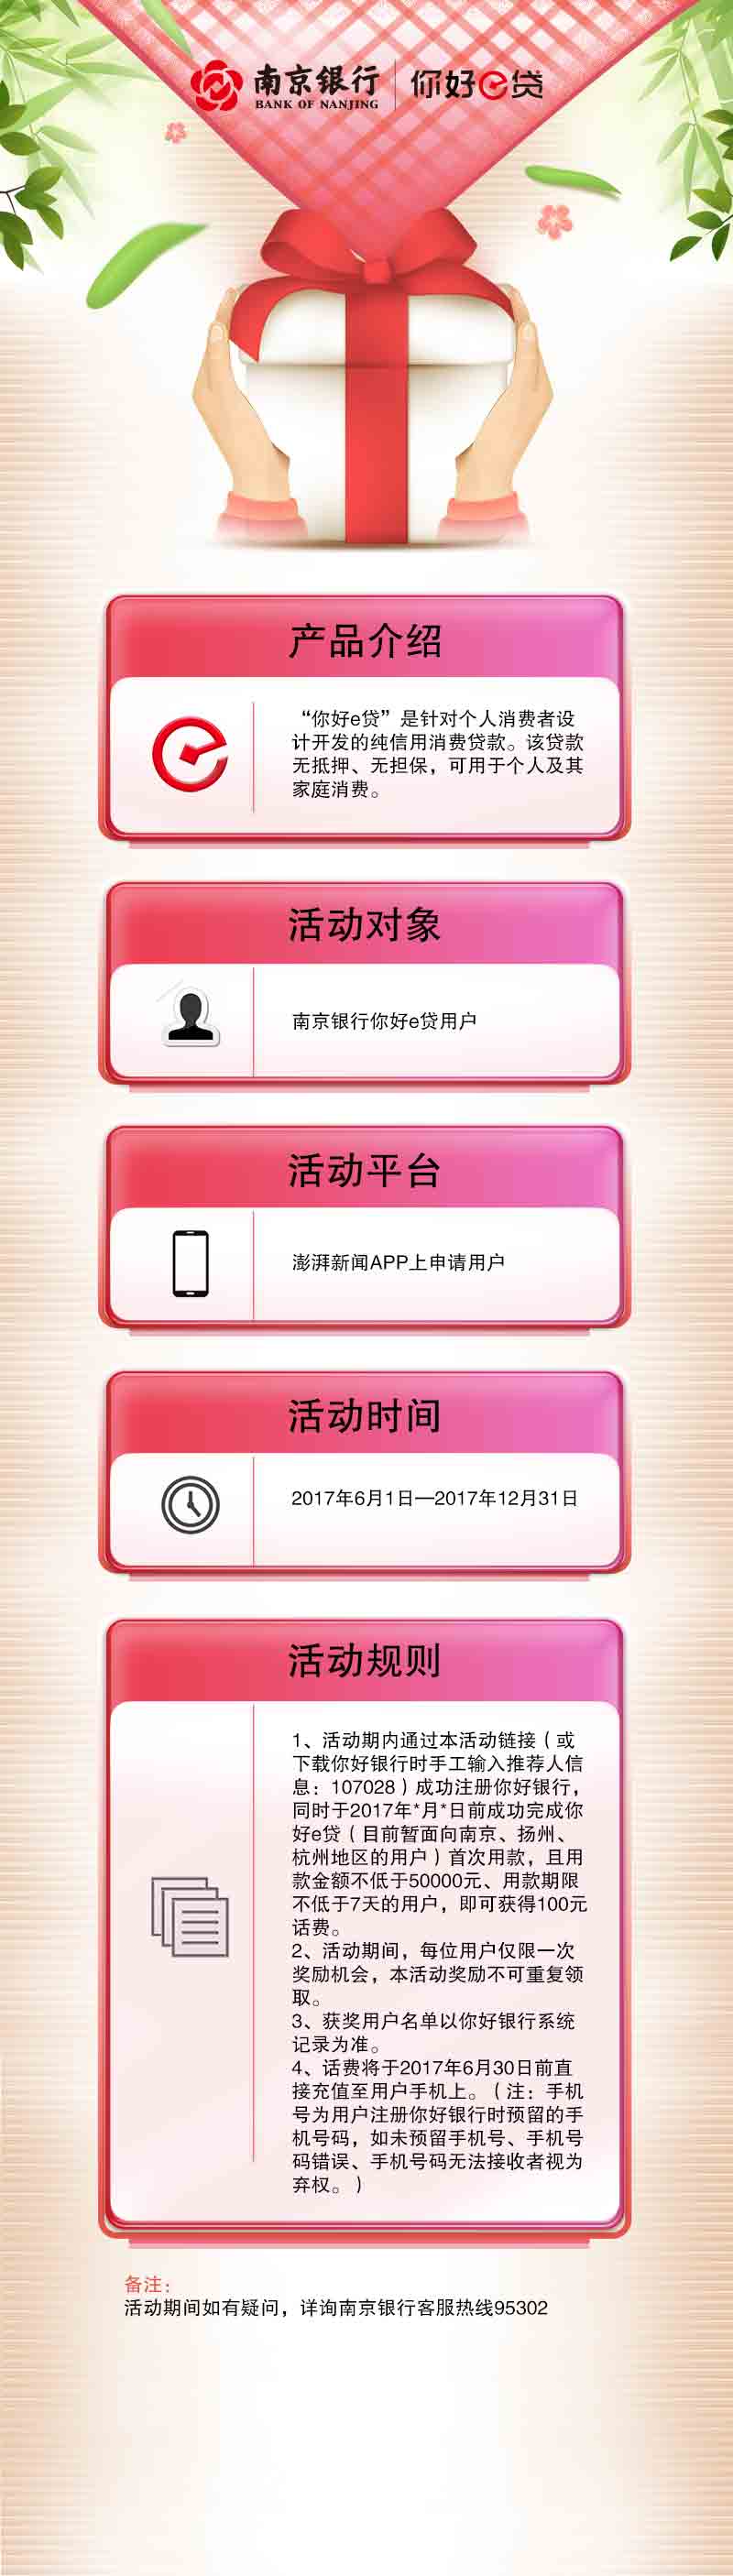 南京银行 你好e贷
BANK OF NANJING
产品介绍
“你好e贷”是针对个人消费者设
计开发的纯信用消费贷款。该贷款
无抵押、无担保，可用于个人及其
家庭消费。
活动对象
南京银行你好e贷用户
活动平台
澎湃新闻APP上申请用户
活动时间
2017年6月1日—2017年12月31日
活动规则
1、活动期内通过本活动链接（或
下载你好银行时手工输入推荐人信
息：107028）成功注册你好银行，
同时于2017年*月*日前成功完成你
好e贷（目前暂面向南京、扬州、
杭州地区的用户）首次用款，且用
款金额不低于50000元、用款期限
不低于7天的用户，即可获得100元
话费。
2、活动期间，每位用户仅限一次
奖励机会，本活动奖励不可重复领
取。
3、获奖用户名单以你好银行系统
记录为准。
4、话费将于2017年6月30日前直
接充值至用户手机上。（注：手机
号为用户注册你好银行时预留的手
机号码，如未预留手机号、手机号
码错误、手机号码无法接收者视为
弃权。）
备注：
活动期间如有疑问，详询南京银行客服热线95302